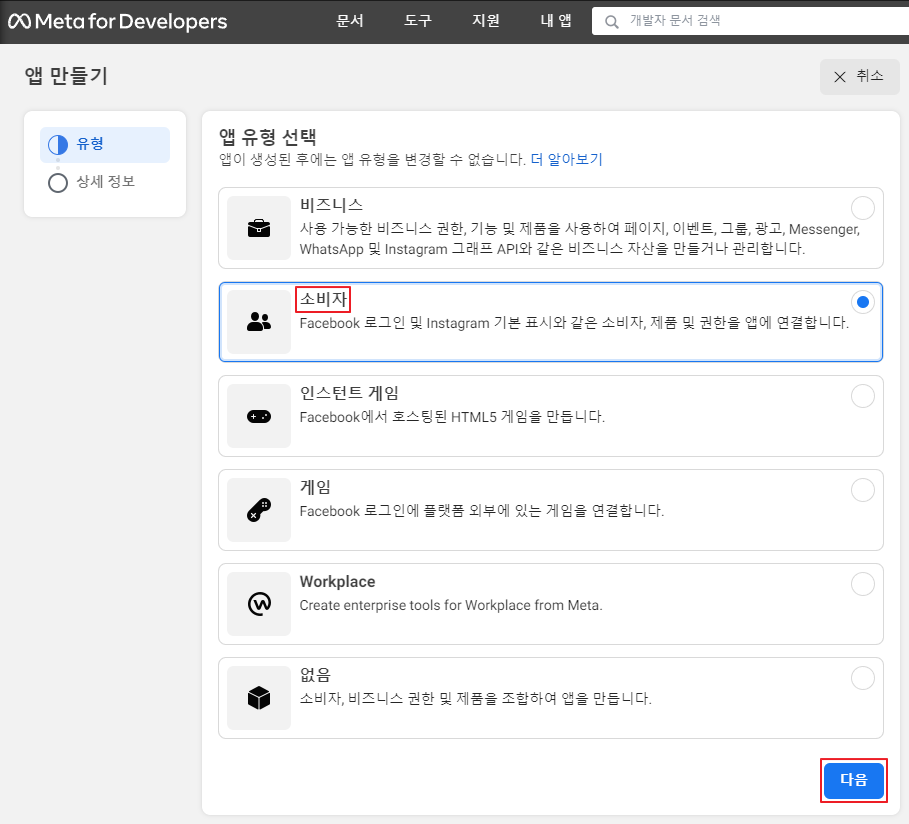 Meta for Developers 문서 도구 지원 내 앱 개발자 문서 검색
앱 만들기
취소
유형
상세 정보
앱 유형 선택
앱이 생성된 후에는 앱 유형을 변경할 수 없습니다. 더 알아보기
비즈니스
사용 가능한 비즈니스 권한, 기능 및 제품을 사용하여 페이지, 이벤트, 그룹, 광고, Messenger,
WhatsApp 및 Instagram 그래프 API와 같은 비즈니스 자산을 만들거나 관리합니다.
소비자
Facebook 로그인 및 Instagram 기본 표시와 같은 소비자, 제품 및 권한을 앱에 연결합니다.
인스턴트 게임
Facebook에서 호스팅된 HTML5 게임을 만듭니다.
게임
Facebook 로그인에 플랫폼 외부에 있는 게임을 연결합니다.
Workplace
Create enterprise tools for Workplace from Meta.
없음
소비자, 비즈니스 권한 및 제품을 조합하여 앱을 만듭니다.
다음